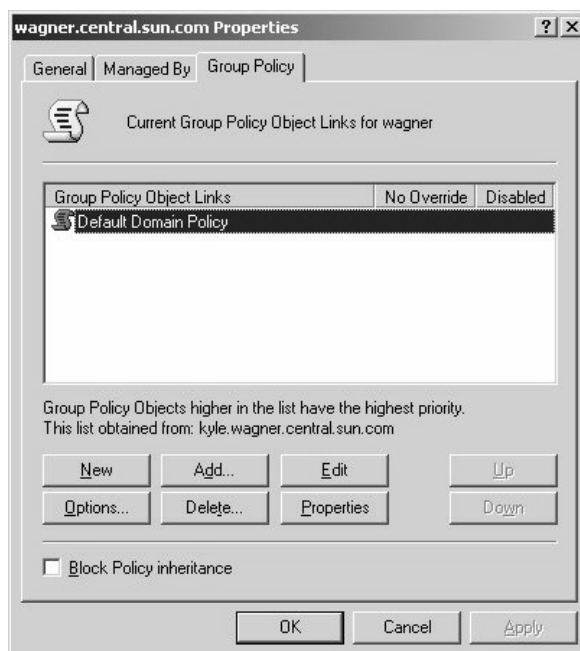 wagner.central.sun.com Properties
General Managed By Group Policy
Current Group Policy Object Links for wagner
Group Policy Object Links No Override Disabled
Default Domain Policy
Group Policy Objects higher in the list have the highest priority.
This list obtained from: kyle.wagner.central.sun.com
New Add... Edit Up
Options... Delete... Properties Down
Block Policy inheritance
OK Cancel Apply